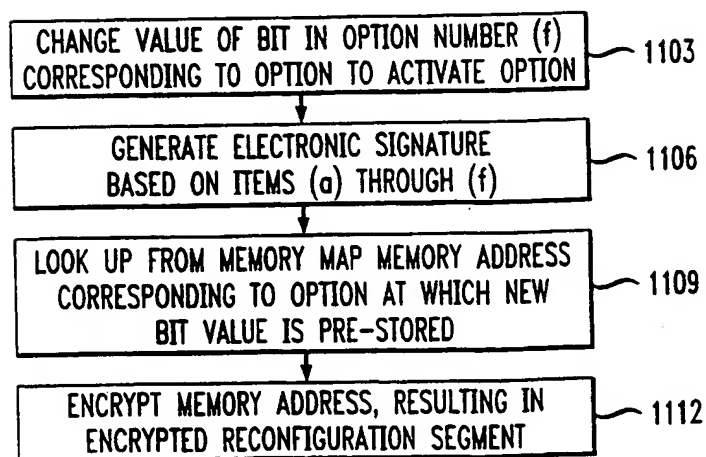 CHANGE VALUE OF BIT IN OPTION NUMBER (f)
CORRESPONDING TO OPTION TO ACTIVATE OPTION
1103
GENERATE ELECTRONIC SIGNATURE
BASED ON ITEMS (a) THROUGH (f)
1106
LOOK UP FROM MEMORY MAP MEMORY ADDRESS
CORRESPONDING TO OPTION AT WHICH NEW
BIT VALUE IS PRE-STORED
1109
ENCRYPT MEMORY ADDRESS, RESULTING IN
ENCRYPTED RECONFIGURATION SEGMENT
1112